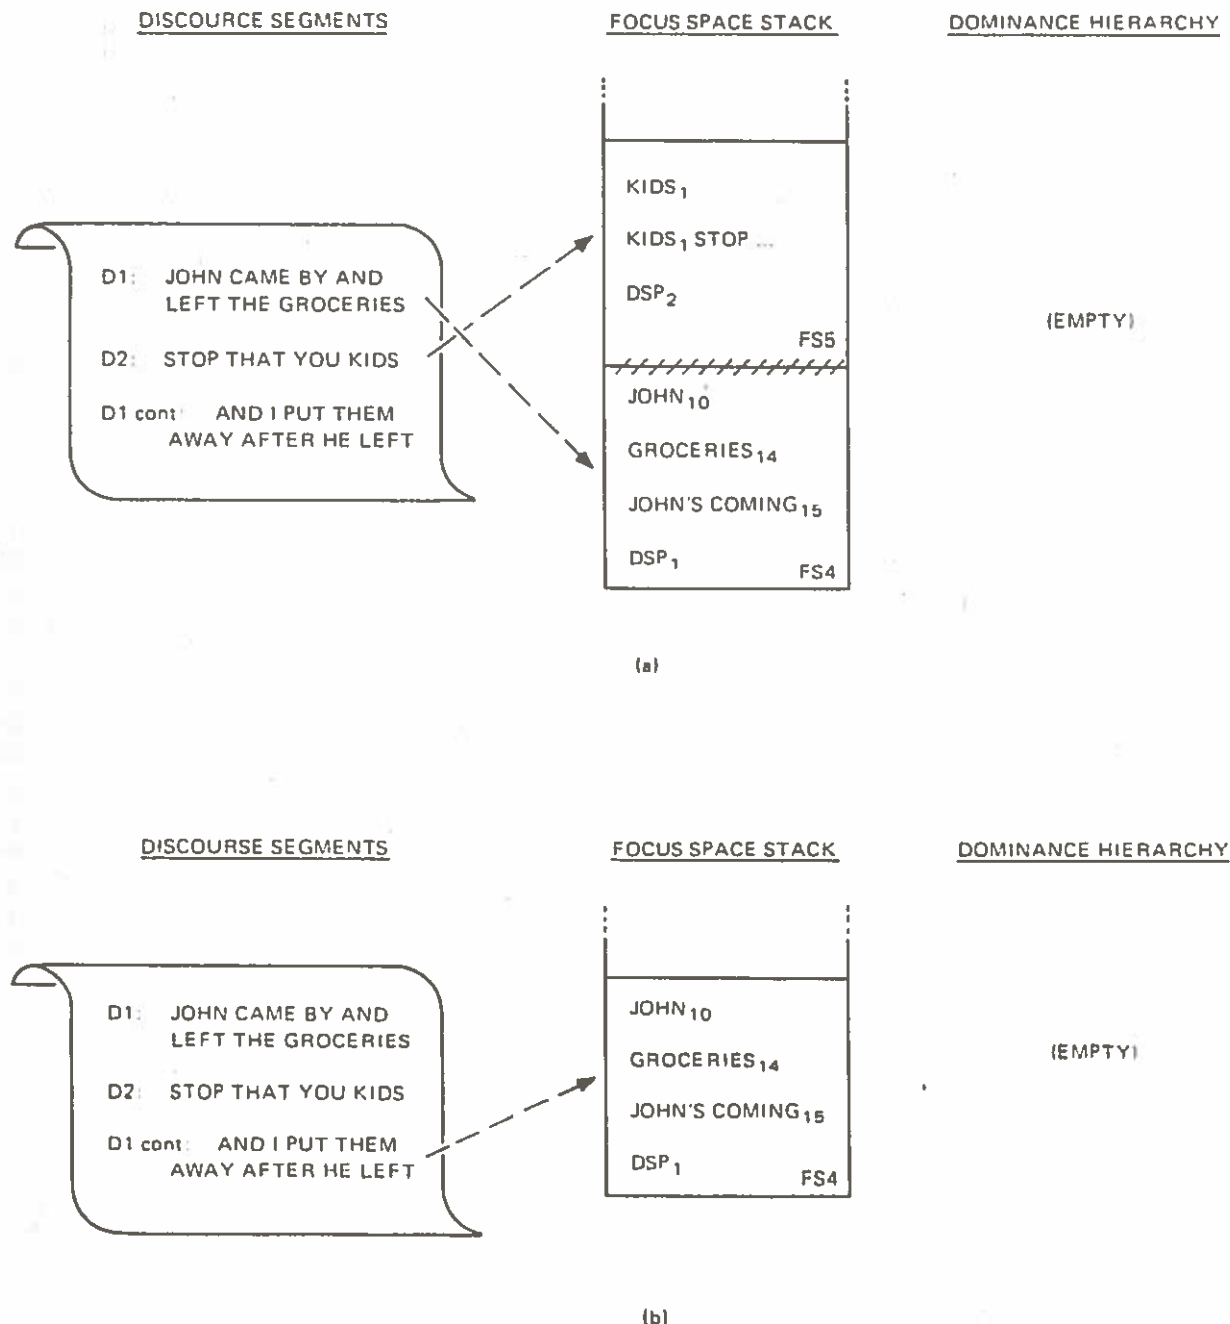 DISCOURCE SEGMENTS
FOCUS SPACE STACK
DOMINANCE HIERARCHY
D1: JOHN CAME BY AND
LEFT THE GROCERIES
D2: STOP THAT YOU KIDS
D1 cont: AND I PUT THEM
AWAY AFTER HE LEFT
KIDS1
KIDS1 STOP ...
DSP2
FS5
JOHN10
GROCERIES14
JOHN'S COMING15
DSP1
FS4
(EMPTY)
(a)
DISCOURSE SEGMENTS
FOCUS SPACE STACK
DOMINANCE HIERARCHY
D1: JOHN CAME BY AND
LEFT THE GROCERIES
D2: STOP THAT YOU KIDS
D1 cont: AND I PUT THEM
AWAY AFTER HE LEFT
JOHN10
GROCERIES14
JOHN'S COMING15
DSP1
FS4
(EMPTY)
(b)